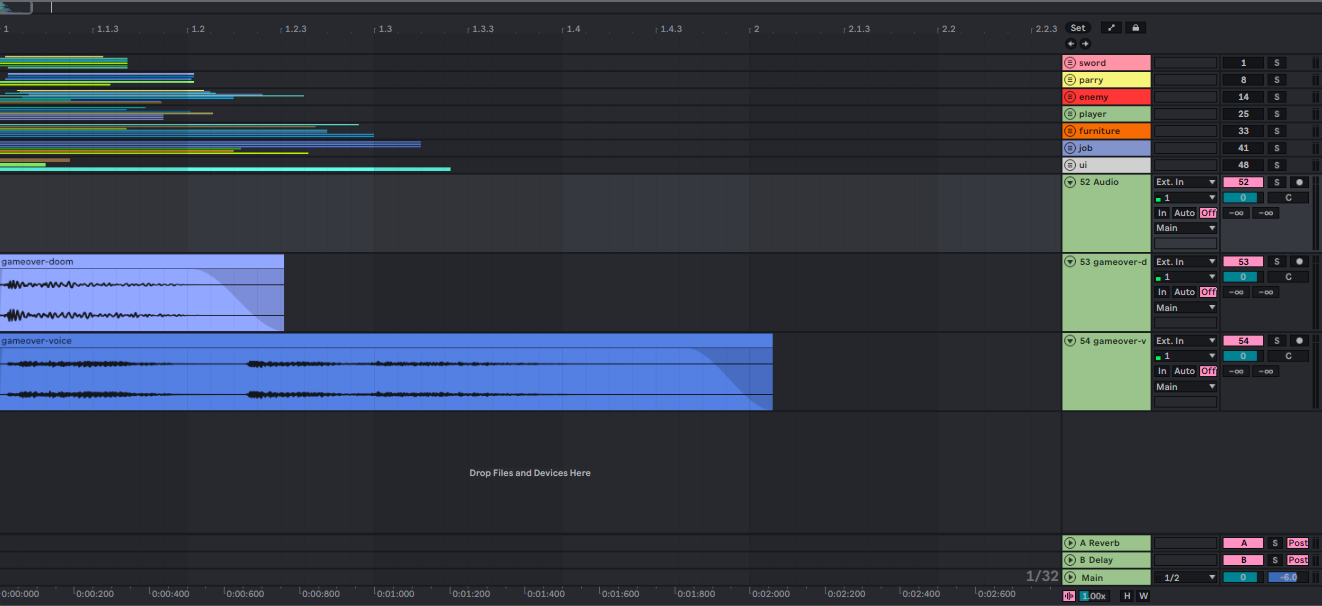 1 1.1.3 1.2 1.2.3 1.3 1.3.3 1.4 1.4.3 2 2.1.3 2.2 2.2.3 Set
sword 1 S
parry 8 S
enemy 14 S
player 25 S
furniture 33 S
job 41 S
ui 48 S
52 Audio Ext. In 52 S
1 0 C
In Auto Off -∞ -∞
Main
gameover-doom 53 gameover-d Ext. In 53 S
1 0 C
In Auto Off -∞ -∞
Main
gameover-voice 54 gameover-v Ext. In 54 S
1 0 C
In Auto Off -∞ -∞
Main
Drop Files and Devices Here
A Reverb A S Post
B Delay B S Post
1/32 Main 1/2 0 -6.0
0:00:000 0:00:200 0:00:400 0:00:600 0:00:800 0:01:000 0:01:200 0:01:400 0:01:600 0:01:800 0:02:000 0:02:200 0:02:400 0:02:600 1.00x H W